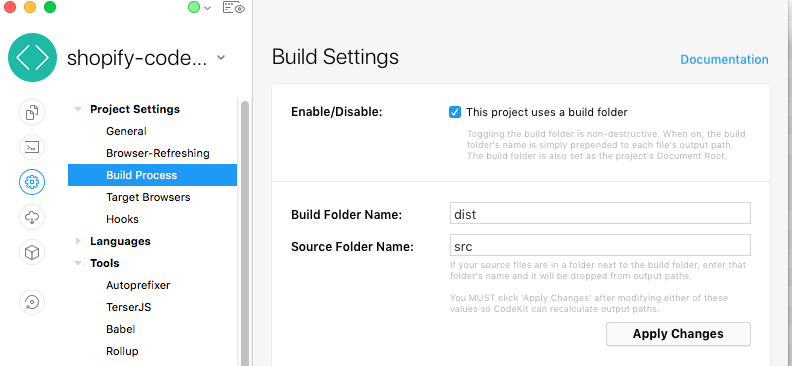 shopify-code...
Project Settings
General
Browser-Refreshing
Build Process
Target Browsers
Hooks
Languages
Tools
Autoprefixer
TerserJS
Babel
Rollup
Build Settings
Documentation
Enable/Disable:
This project uses a build folder
Toggling the build folder is non-destructive. When on, the build
folder's name is simply prepended to each file's output path.
The build folder is also set as the project's Document Root.
Build Folder Name:
dist
Source Folder Name:
src
If your source files are in a folder next to the build folder, enter that
folder's name and it will be dropped from output paths.
You MUST click 'Apply Changes' after modifying either of these
values so CodeKit can recalculate output paths.
Apply Changes